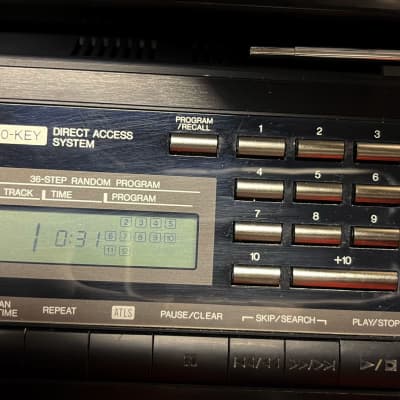 0-KEY DIRECT ACCESS SYSTEM
PROGRAM /RECALL
1 2 3
36-STEP RANDOM PROGRAM
4 5 6
TRACK TIME PROGRAM
7 8 9
1 0:31
2 3 4 5
6 7 8 9 10
11 12
10 +10
TIME REPEAT ATLS PAUSE/CLEAR SKIP/SEARCH PLAY/STOP